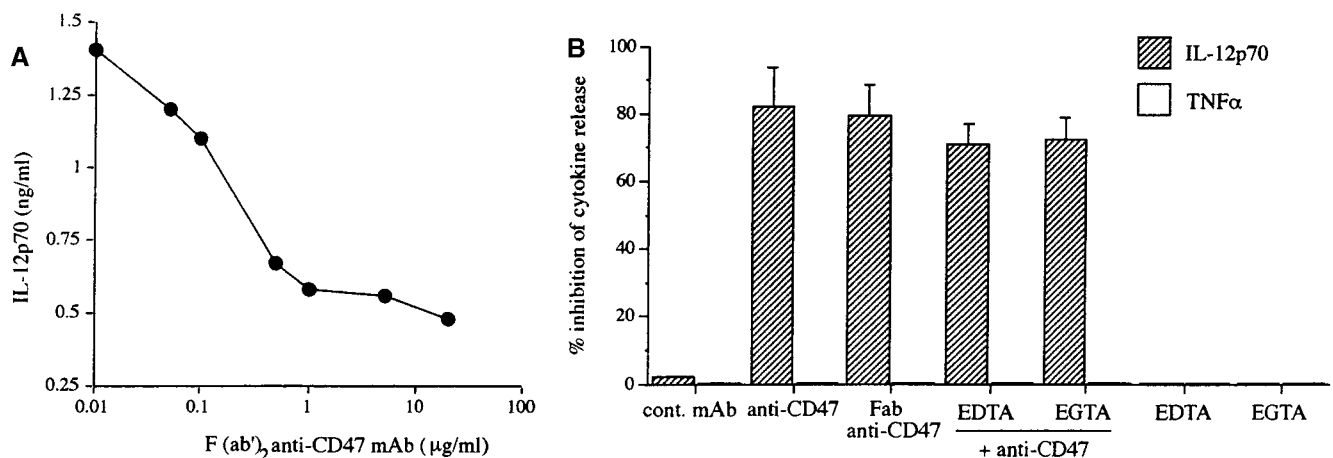 A
1.5
1.25
1
0.75
0.5
0.25
IL-12p70 (ng/ml)
0.01 0.1 1 10 100
F (ab')2 anti-CD47 mAb (μg/ml)
B
100
80
60
40
20
0
% inhibition of cytokine release
IL-12p70
TNFα
cont. mAb anti-CD47 Fab anti-CD47 EDTA EGTA EDTA EGTA
+ anti-CD47